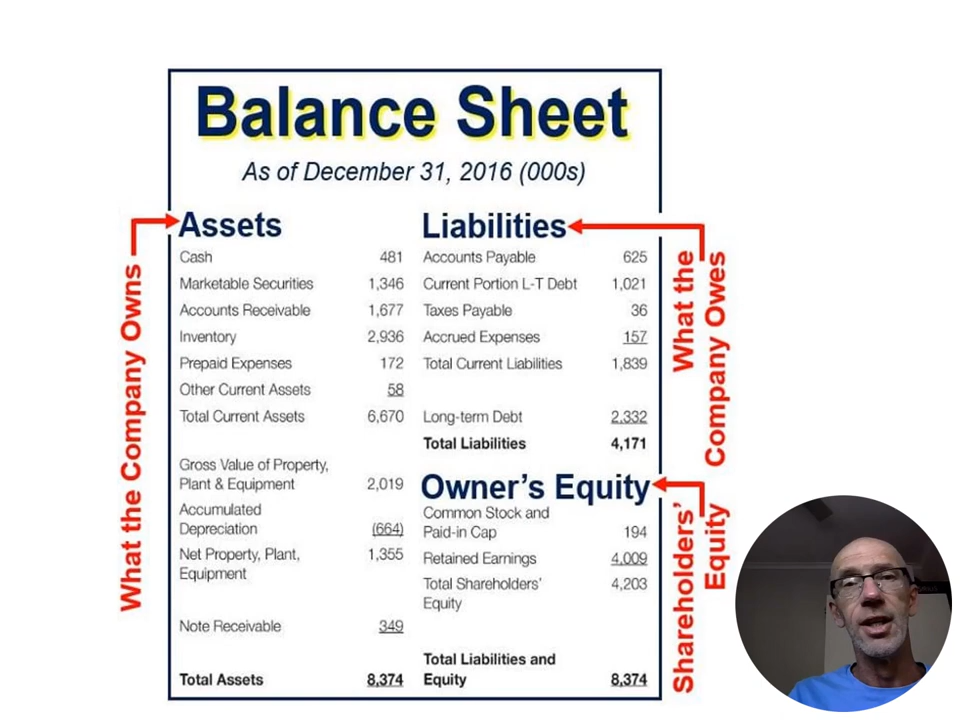 Balance Sheet
As of December 31, 2016 (000s)
What the Company Owns
Assets
Cash 481
Marketable Securities 1,346
Accounts Receivable 1,677
Inventory 2,936
Prepaid Expenses 172
Other Current Assets 58
Total Current Assets 6,670
Gross Value of Property,
Plant & Equipment 2,019
Accumulated
Depreciation (664)
Net Property, Plant, 1,355
Equipment
Note Receivable 349
Total Assets 8,374
Liabilities
Accounts Payable 625
Current Portion L-T Debt 1,021
Taxes Payable 36
Accrued Expenses 157
Total Current Liabilities 1,839
Long-term Debt 2,332
Total Liabilities 4,171
What the
Company Owes
Owner's Equity
Common Stock and
Paid-in Cap 194
Retained Earnings 4,009
Total Shareholders' 4,203
Equity
Total Liabilities and
Equity 8,374
Shareholders'
Equity